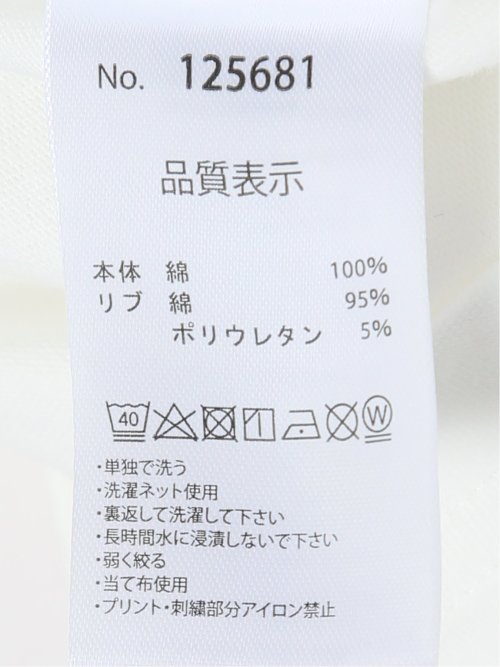 No. 125681
品質表示
本体 綿 100%
リブ 綿 95%
ポリウレタン 5%
40 W
・単独で洗う
・洗濯ネット使用
・裏返して洗濯して下さい
・長時間水に浸漬しないで下さい
・弱く絞る
・当て布使用
・プリント・刺繍部分アイロン禁止